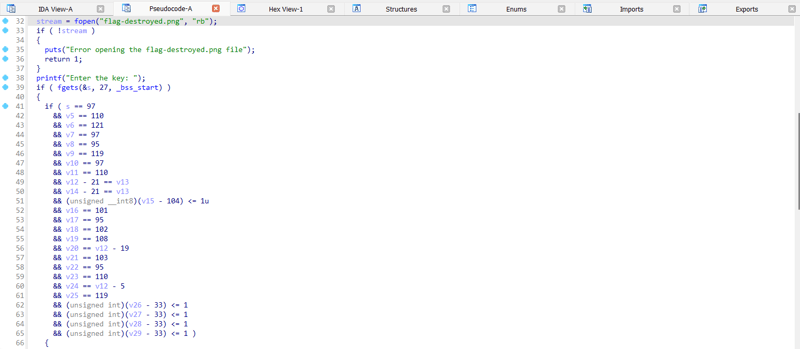 IDA View-A Pseudocode-A Hex View-1 Structures Enums Imports Exports
32 stream = fopen("flag-destroyed.png", "rb");
33 if ( !stream )
34 {
35 puts("Error opening the flag-destroyed.png file");
36 return 1;
37 }
38 printf("Enter the key: ");
39 if ( fgets(&s, 27, _bss_start) )
40 {
41 if ( s == 97
42 && v5 == 110
43 && v6 == 121
44 && v7 == 97
45 && v8 == 95
46 && v9 == 119
47 && v10 == 97
48 && v11 == 110
49 && v12 - 21 == v13
50 && v14 - 21 == v13
51 && (unsigned __int8)(v15 - 104) <= 1u
52 && v16 == 101
53 && v17 == 95
54 && v18 == 102
55 && v19 == 108
56 && v20 == v12 - 19
57 && v21 == 103
58 && v22 == 95
59 && v23 == 110
60 && v24 == v12 - 5
61 && v25 == 119
62 && (unsigned int)(v26 - 33) <= 1
63 && (unsigned int)(v27 - 33) <= 1
64 && (unsigned int)(v28 - 33) <= 1
65 && (unsigned int)(v29 - 33) <= 1 )
66 {